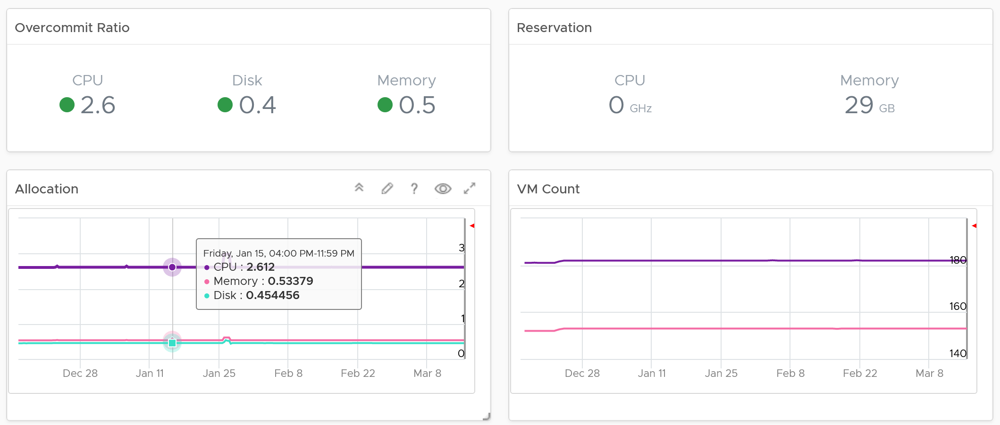 Overcommit Ratio
CPU
2.6
Disk
0.4
Memory
0.5
Reservation
CPU
0 GHz
Memory
29 GB
Allocation
?
3
2
1
0
Friday, Jan 15, 04:00 PM-11:59 PM
CPU : 2.612
Memory : 0.53379
Disk : 0.454456
Dec 28
Jan 11
Jan 25
Feb 8
Feb 22
Mar 8
VM Count
180
160
140
Dec 28
Jan 11
Jan 25
Feb 8
Feb 22
Mar 8